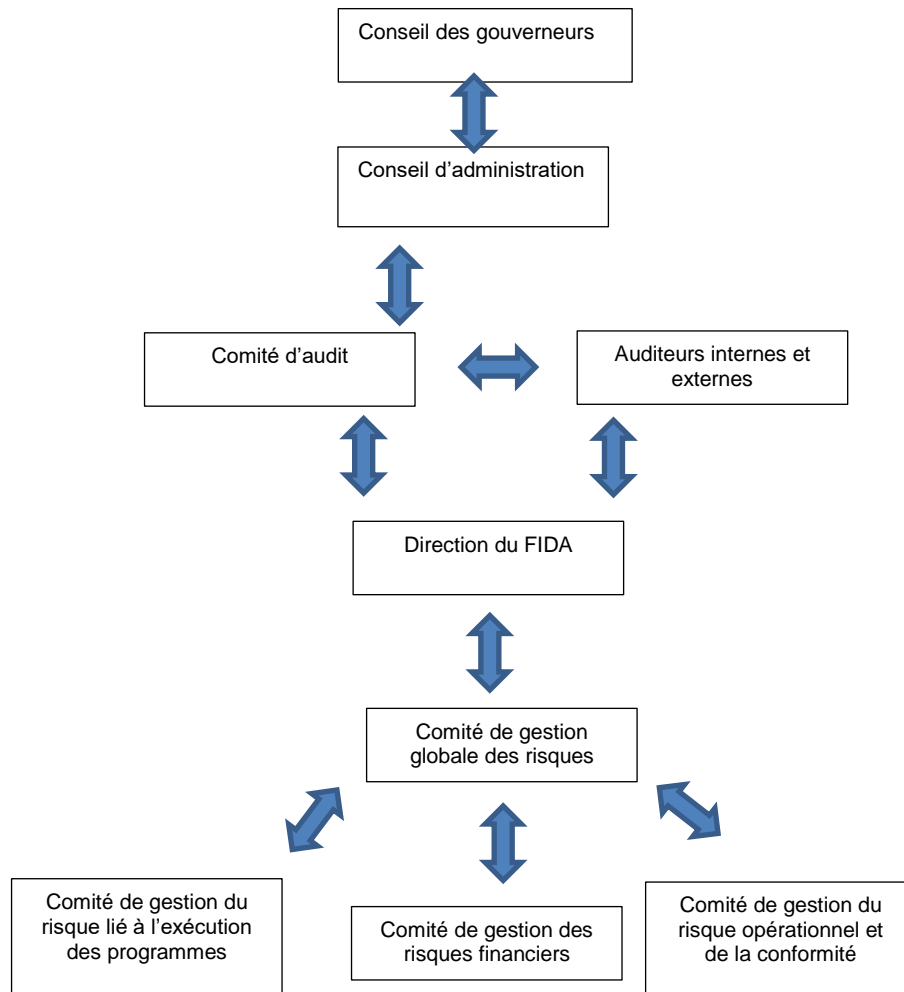 Conseil des gouverneurs
Conseil d'administration
Comité d'audit
Auditeurs internes et
externes
Direction du FIDA
Comité de gestion
globale des risques
Comité de gestion du
risque lié à l'exécution
des programmes
Comité de gestion des
risques financiers
Comité de gestion du
risque opérationnel et
de la conformité